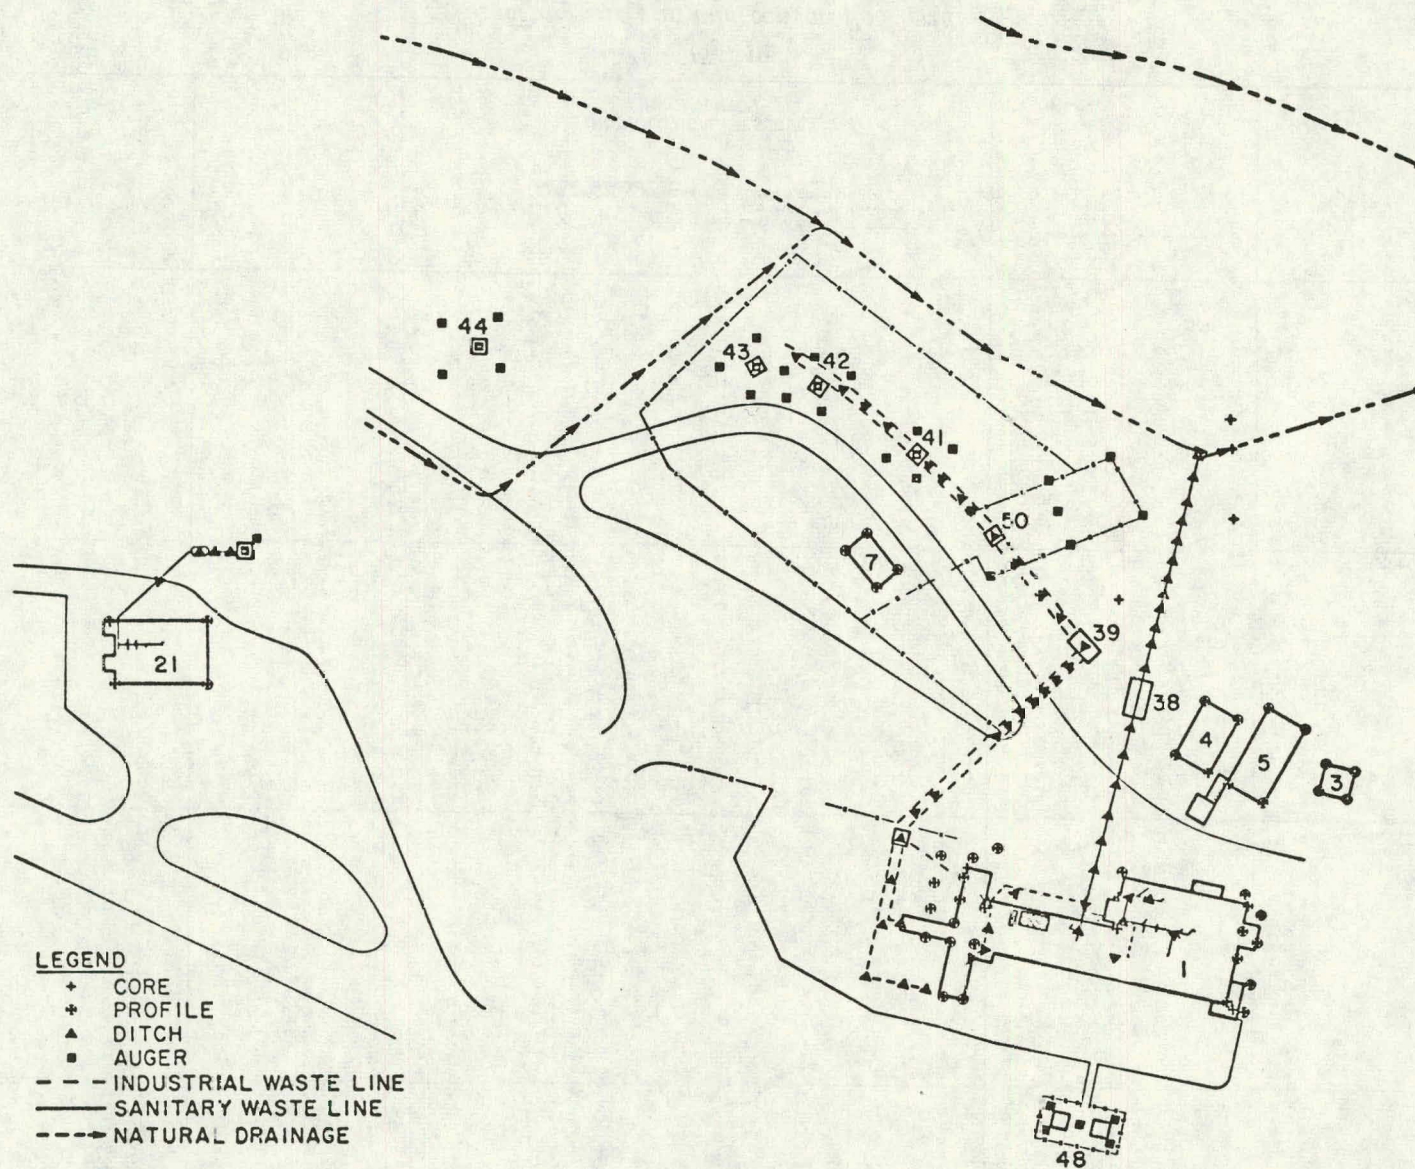 44
43
42
41
50
7
39
21
38
4
5
3
1
LEGEND
CORE
PROFILE
DITCH
AUGER
INDUSTRIAL WASTE LINE
SANITARY WASTE LINE
NATURAL DRAINAGE
48